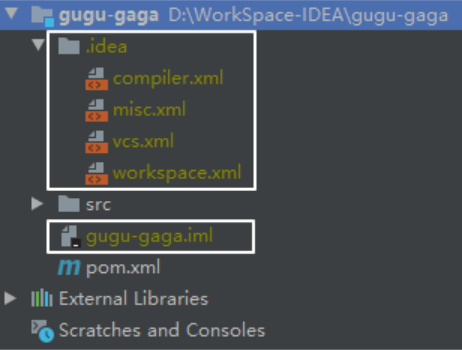 gugu-gaga D:\WorkSpace-IDEA\gugu-gaga
.idea
compiler.xml
misc.xml
vcs.xml
workspace.xml
src
gugu-gaga.iml
m pom.xml
External Libraries
Scratches and Consoles